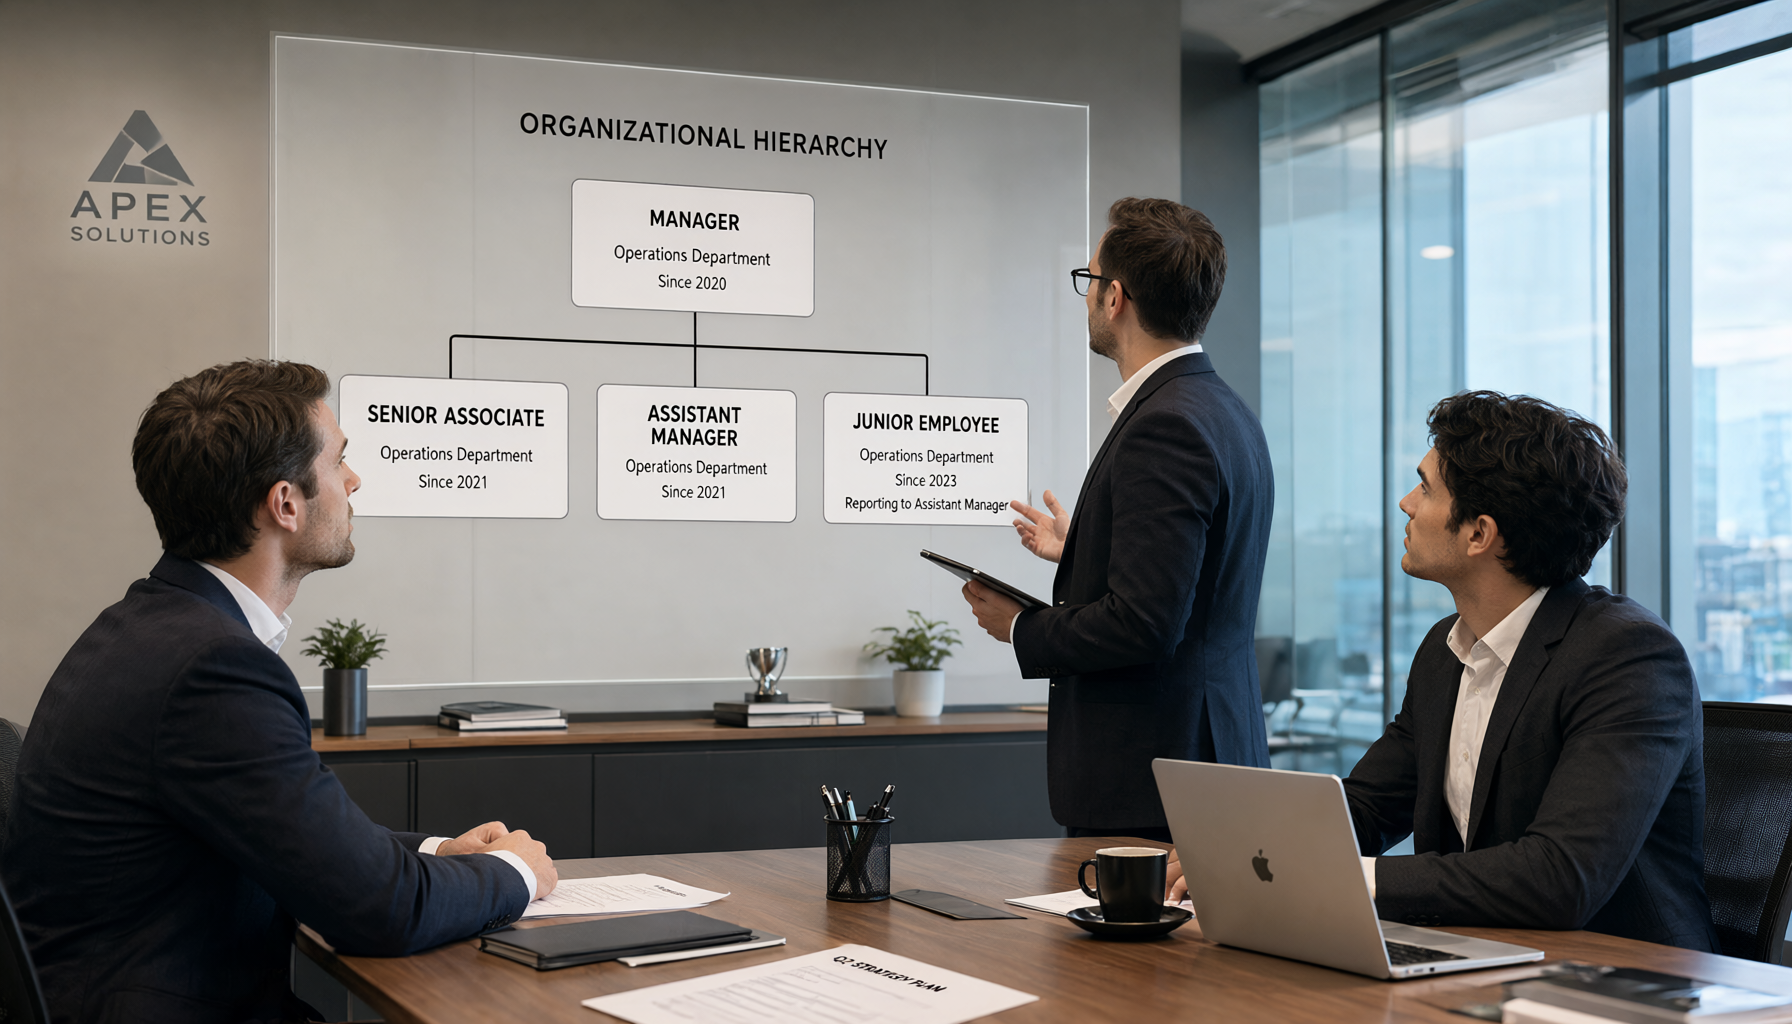 APEX
SOLUTIONS
ORGANIZATIONAL HIERARCHY
MANAGER
Operations Department
Since 2020
SENIOR ASSOCIATE
Operations Department
Since 2021
ASSISTANT
MANAGER
Operations Department
Since 2021
JUNIOR EMPLOYEE
Operations Department
Since 2023
Reporting to Assistant Manager
Q2 STRATEGY PLAN